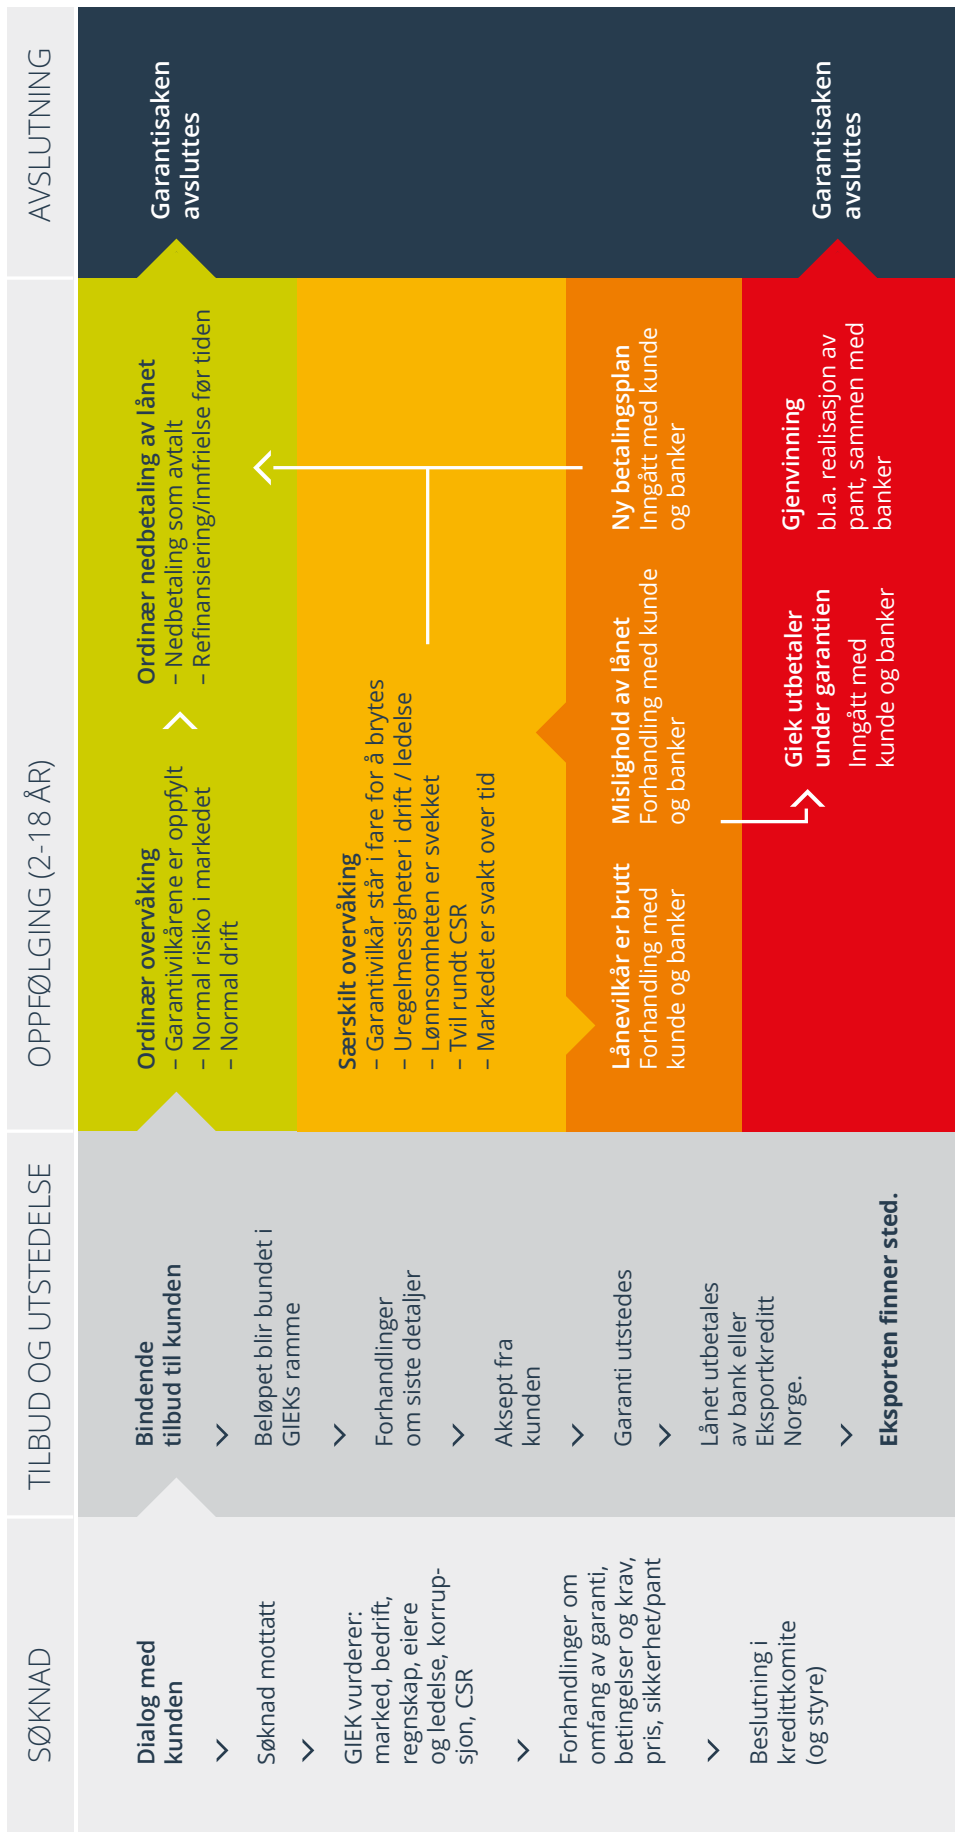 SØKNAD
Dialog med
kunden
Søknad mottatt
GIEK vurderer:
marked, bedrift,
regnskap, eiere
og ledelse, korrup-
sjon, CSR
Forhandlinger om
omfang av garanti,
betingelser og krav,
pris, sikkerhet/pant
Beslutning i
kredittkomite
(og styre)
TILBUD OG UTSTEDELSE
Bindende
tilbud til kunden
Beløpet blir bundet i
GIEKs ramme
Forhandlinger
om siste detaljer
Aksept fra
kunden
Garanti utstedes
Lånet utbetales
av bank eller
Eksportkreditt
Norge.
Eksporten finner sted.
OPPFØLGING (2-18 ÅR)
Ordinær overvåking
– Garantivilkårene er oppfylt
– Normal risiko i markedet
– Normal drift
Ordinær nedbetaling av lånet
– Nedbetaling som avtalt
– Refinansiering/innfrielse før tiden
Særskilt overvåking
– Garantivilkår står i fare for å brytes
– Uregelmessigheter i drift / ledelse
– Lønnsomheten er svekket
– Tvil rundt CSR
– Markedet er svakt over tid
Lånevilkår er brutt
Forhandling med
kunde og banker
Mislighold av lånet
Forhandling med kunde
og banker
Ny betalingsplan
Inngått med kunde
og banker
Giek utbetaler
under garantien
Inngått med
kunde og banker
Gjenvinning
bl.a. realisasjon av
pant, sammen med
banker
AVSLUTNING
Garantisaken
avsluttes
Garantisaken
avsluttes